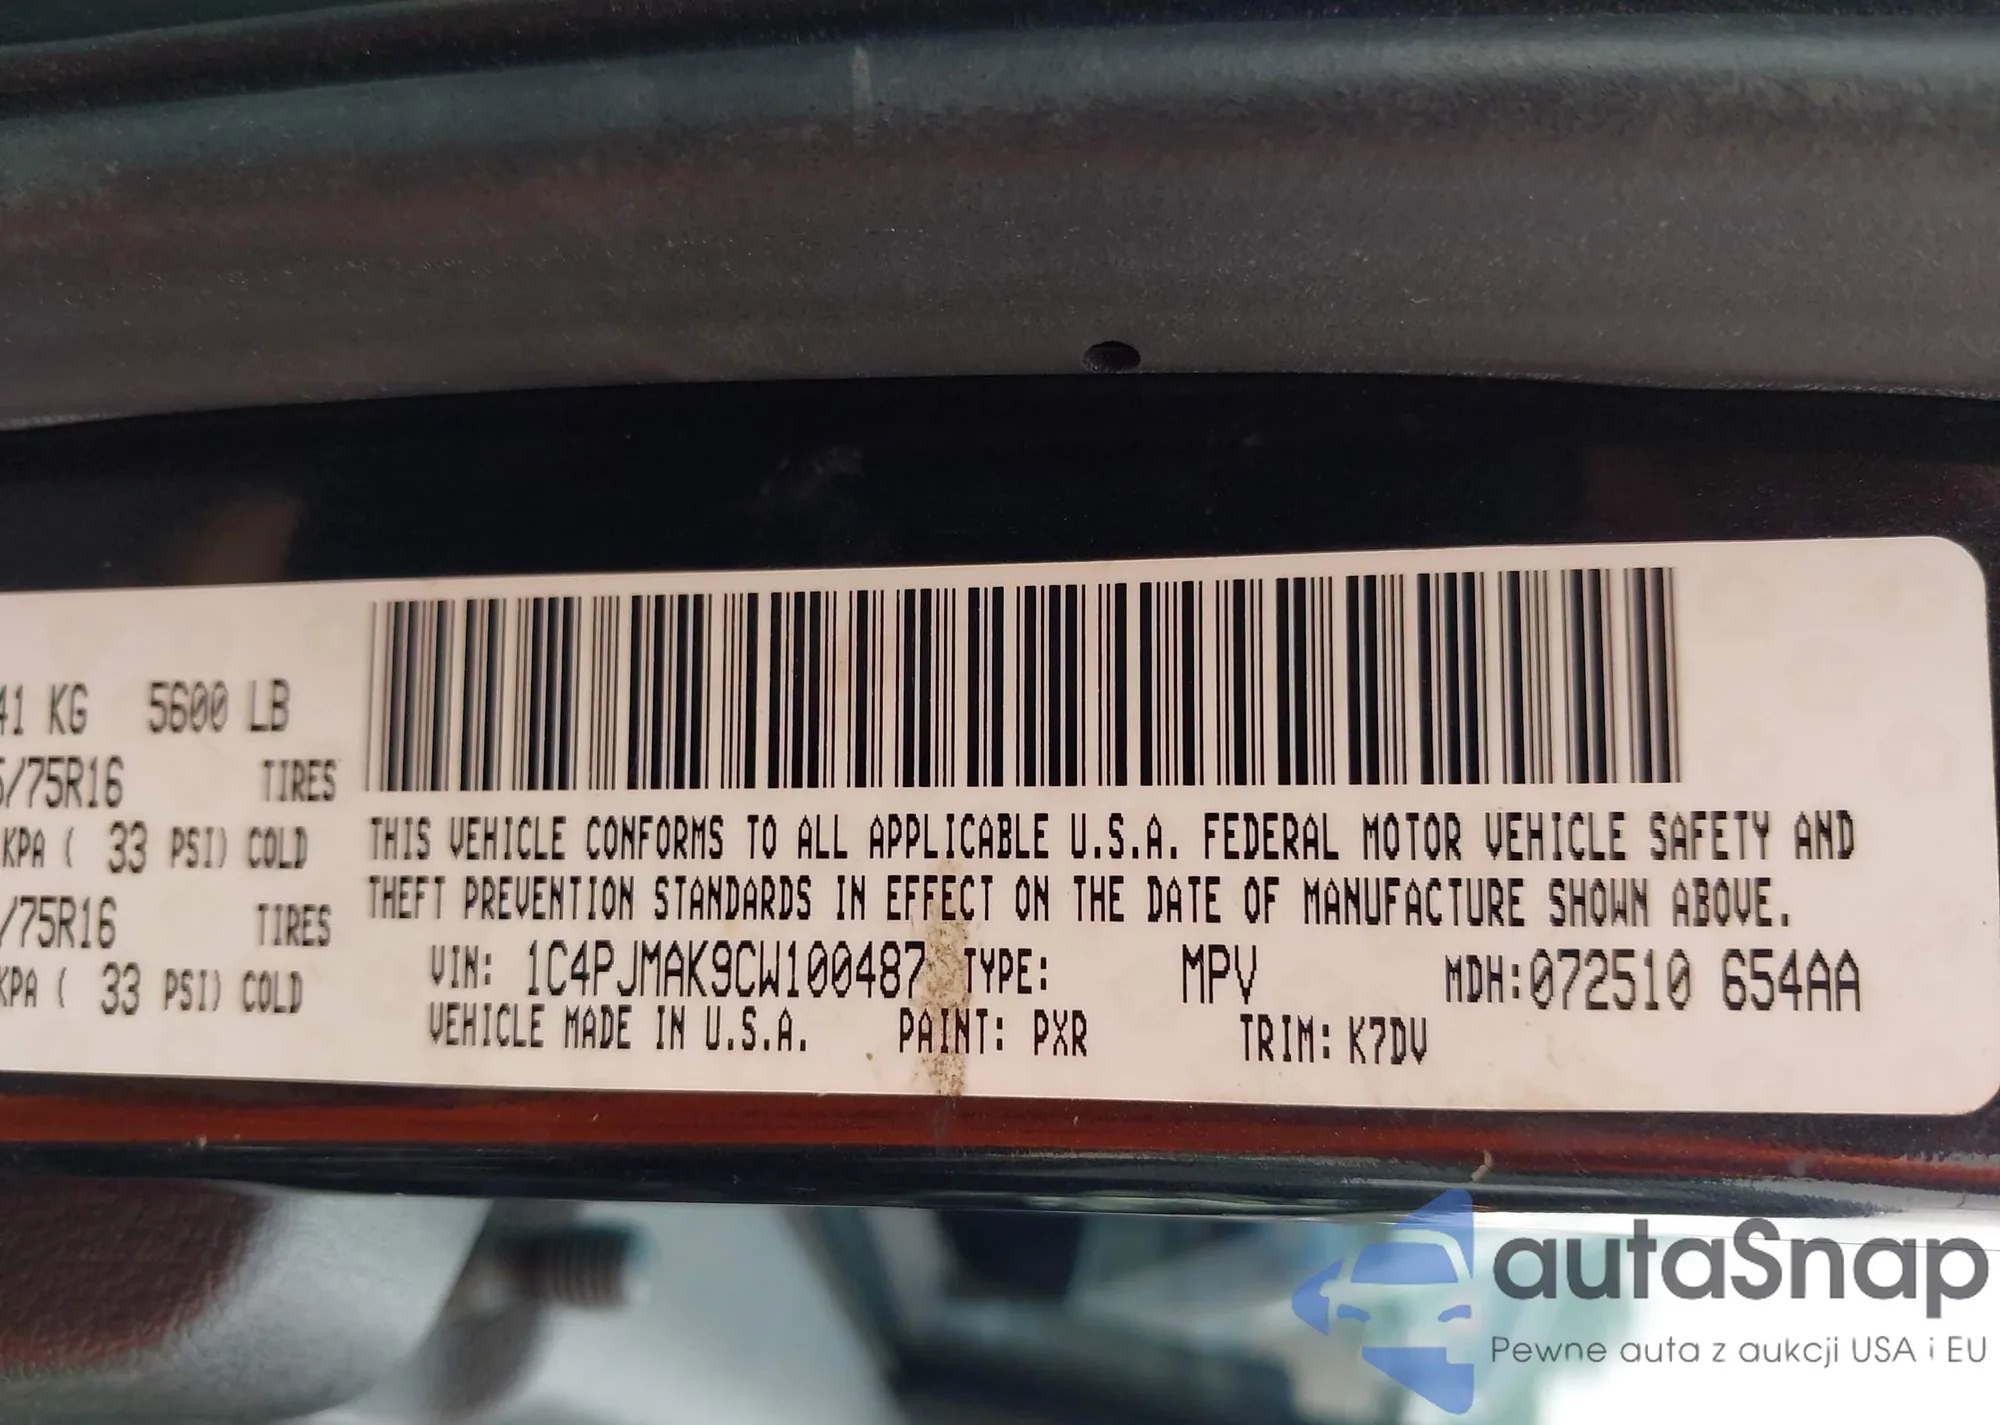 41 KG 5600 LB
/75R16 TIRES
KPA ( 33 PSI) COLD
/75R16 TIRES
KPA ( 33 PSI) COLD
THIS VEHICLE CONFORMS TO ALL APPLICABLE U.S.A. FEDERAL MOTOR VEHICLE SAFETY AND
THEFT PREVENTION STANDARDS IN EFFECT ON THE DATE OF MANUFACTURE SHOWN ABOVE.
VIN: 1C4PJMAK9CW100487 TYPE: MPV MDH:072510 654AA
VEHICLE MADE IN U.S.A. PAINT: PXR TRIM: K7DV
autaSnap
Pewne auta z aukcji USA i EU